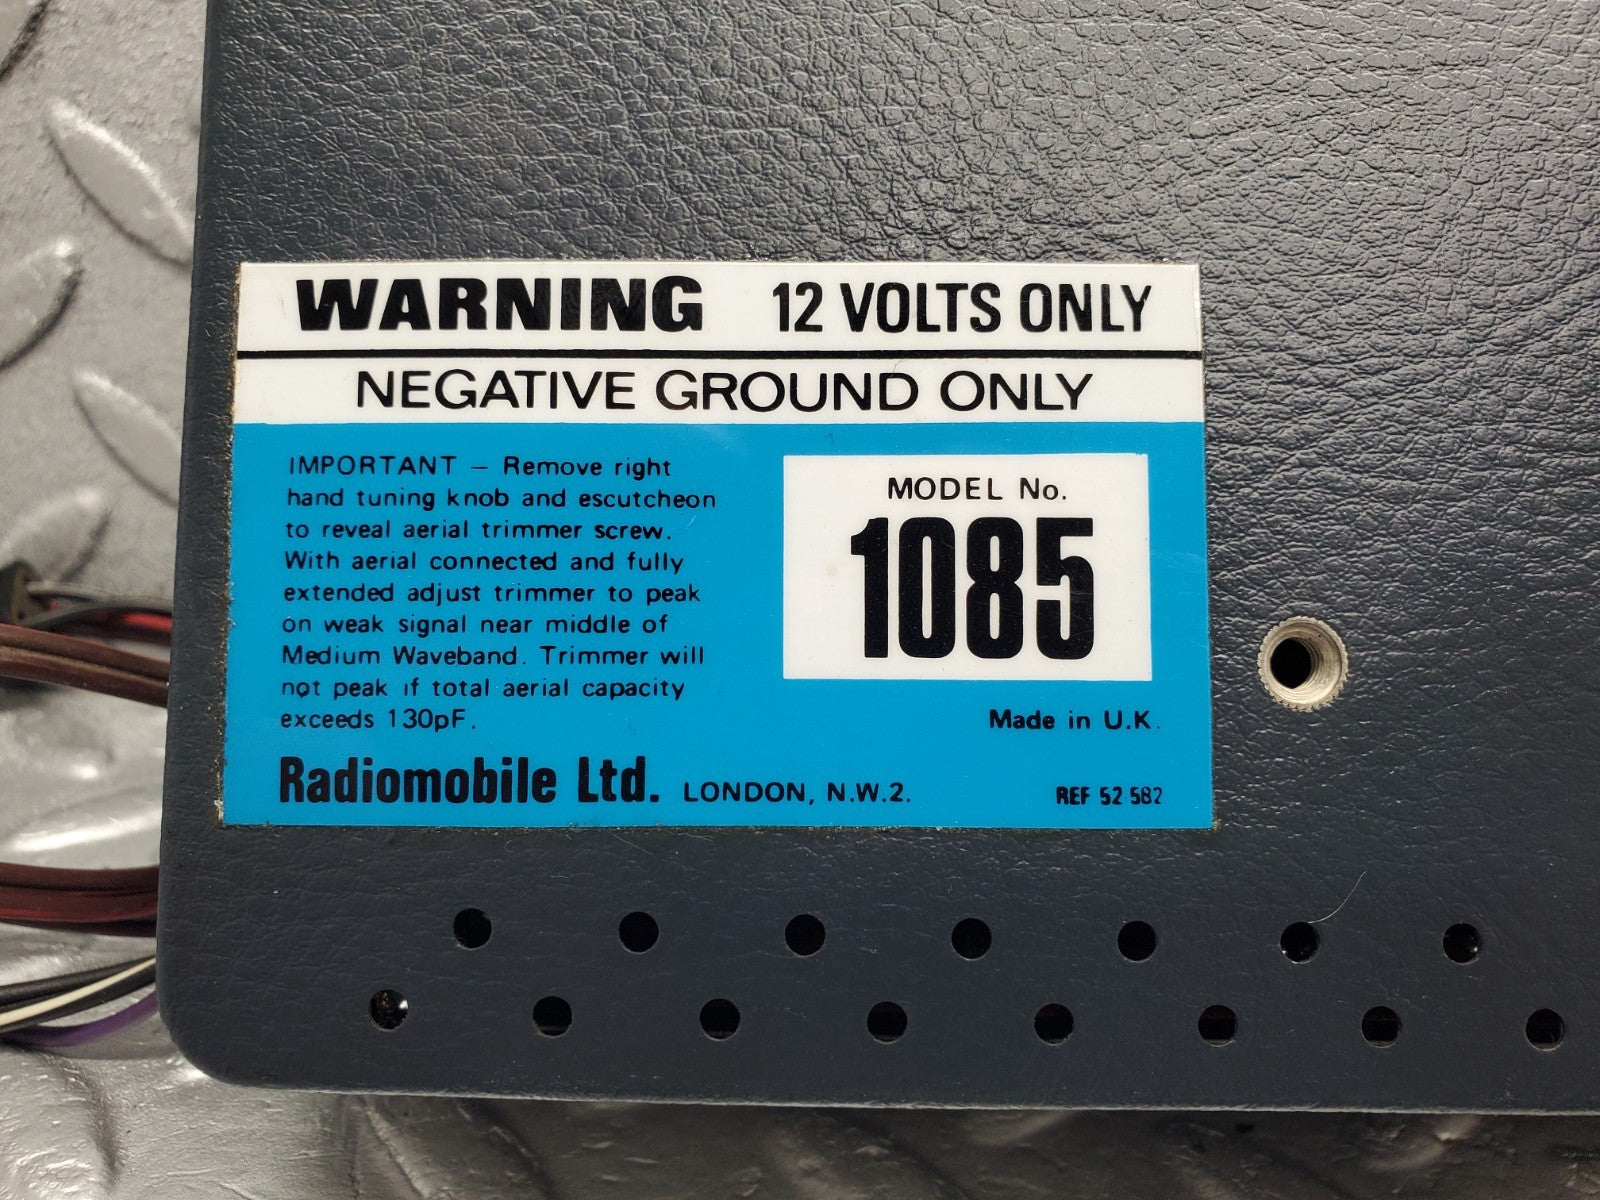 WARNING 12 VOLTS ONLY
NEGATIVE GROUND ONLY
IMPORTANT – Remove right
hand tuning knob and escutcheon
to reveal aerial trimmer screw.
With aerial connected and fully
extended adjust trimmer to peak
on weak signal near middle of
Medium Waveband. Trimmer will
not peak if total aerial capacity
exceeds 130pF.
MODEL No.
1085
Made in U.K.
Radiomobile Ltd. LONDON, N.W.2.
REF 52 582